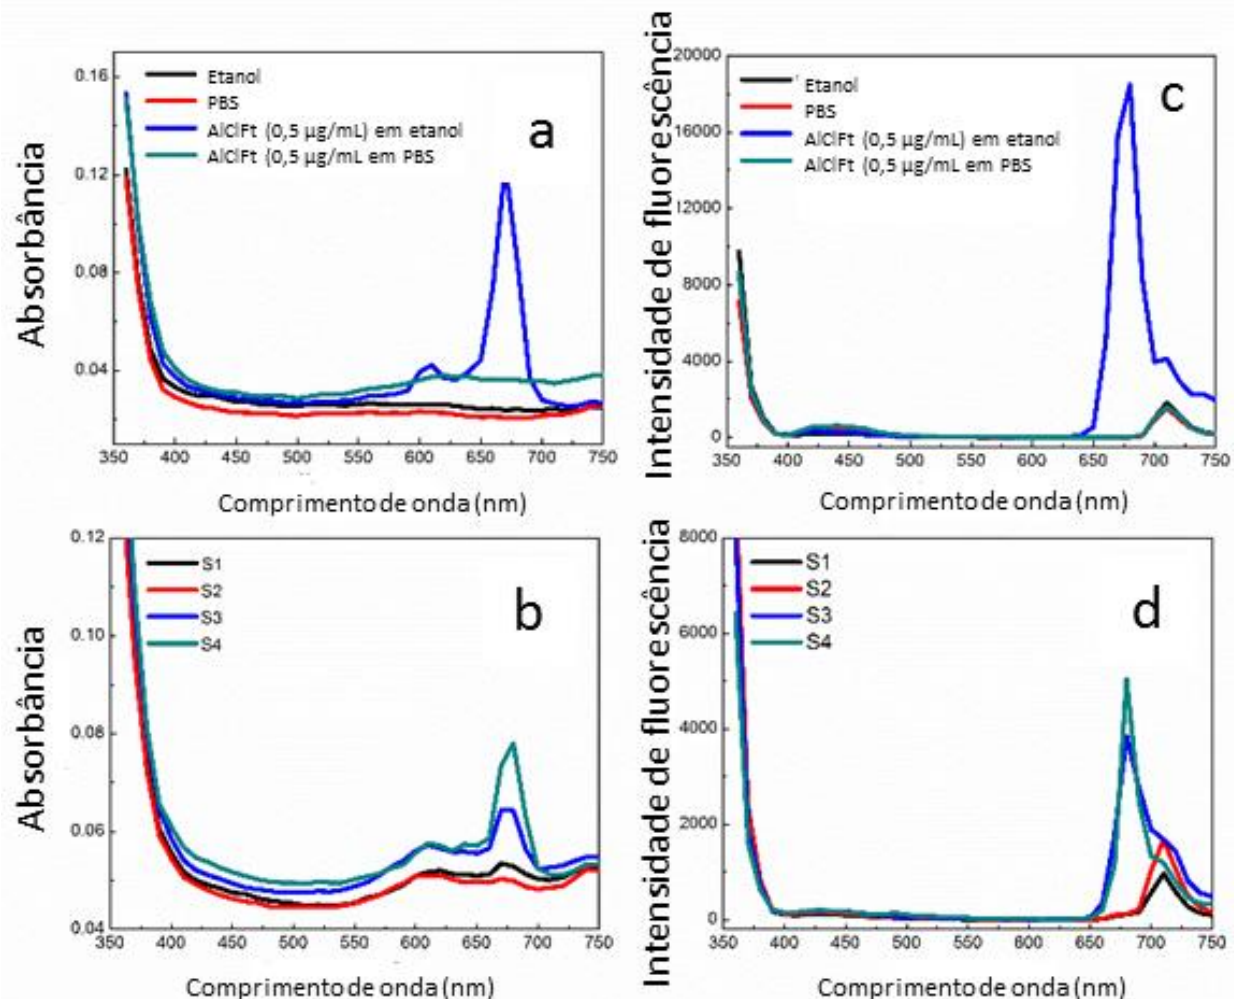 Absorbância
0.16
0.12
0.08
0.04
Etanol
PBS
AlClFt (0,5 µg/mL) em etanol
AlClFt (0,5 µg/mL em PBS
a
350 400 450 500 550 600 650 700 750
Comprimento de onda (nm)
Intensidade de fluorescência
20000
16000
12000
8000
4000
0
Etanol
PBS
AlClFt (0,5 µg/mL) em etanol
AlClFt (0,5 µg/mL em PBS
c
350 400 450 500 550 600 650 700 750
Comprimento de onda (nm)
Absorbância
0.12
0.10
0.08
0.06
0.04
S1
S2
S3
S4
b
350 400 450 500 550 600 650 700 750
Comprimento de onda (nm)
Intensidade de fluorescência
8000
6000
4000
2000
0
S1
S2
S3
S4
d
350 400 450 500 550 600 650 700 750
Comprimento de onda (nm)